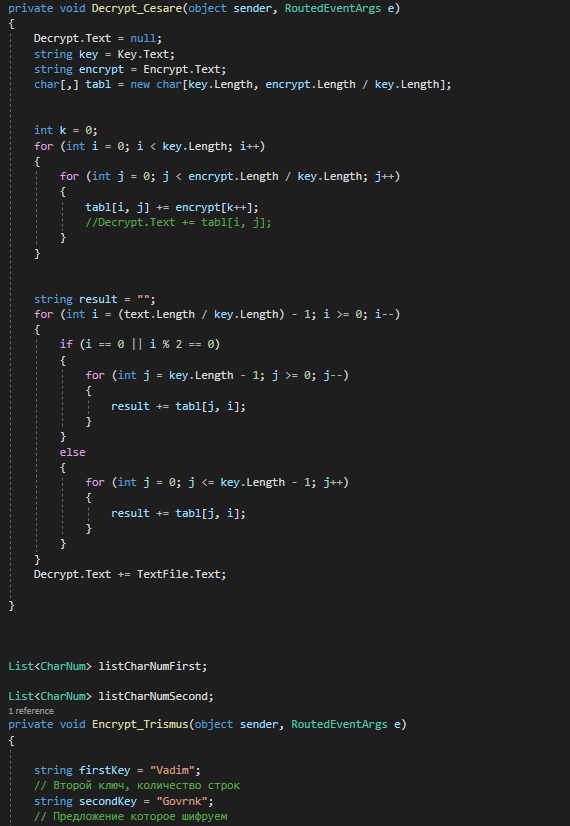 private void Decrypt_Cesare(object sender, RoutedEventArgs e)
{
Decrypt.Text = null;
string key = Key.Text;
string encrypt = Encrypt.Text;
char[,] tabl = new char[key.Length, encrypt.Length / key.Length];
int k = 0;
for (int i = 0; i < key.Length; i++)
{
for (int j = 0; j < encrypt.Length / key.Length; j++)
{
tabl[i, j] += encrypt[k++];
//Decrypt.Text += tabl[i, j];
}
}
string result = "";
for (int i = (text.Length / key.Length) - 1; i >= 0; i--)
{
if (i == 0 || i % 2 == 0)
{
for (int j = key.Length - 1; j >= 0; j--)
{
result += tabl[j, i];
}
}
else
{
for (int j = 0; j <= key.Length - 1; j++)
{
result += tabl[j, i];
}
}
}
Decrypt.Text += TextFile.Text;
}
List<CharNum> listCharNumFirst;
List<CharNum> listCharNumSecond;
1 reference
private void Encrypt_Trismus(object sender, RoutedEventArgs e)
{
string firstKey = "Vadim";
// Второй ключ, количество строк
string secondKey = "Govrnk";
// Предложение которое шифруем